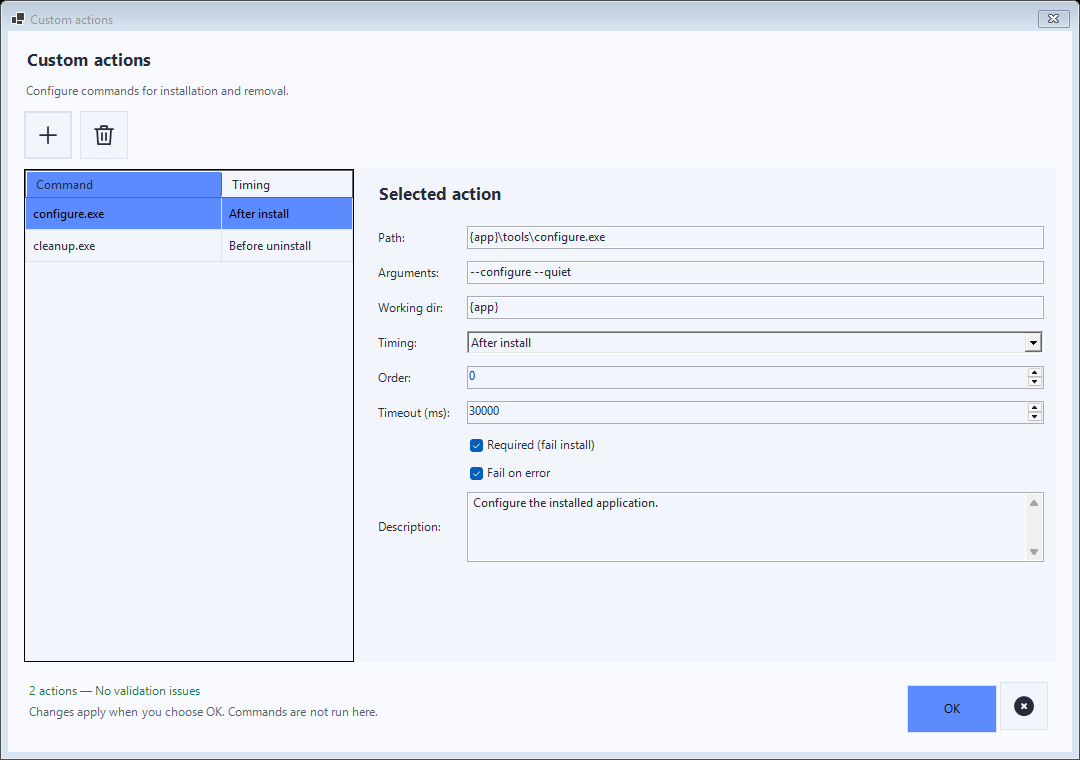 Custom actions
Custom actions
Configure commands for installation and removal.
Command Timing
configure.exe After install
cleanup.exe Before uninstall
Selected action
Path: {app}\tools\configure.exe
Arguments: --configure --quiet
Working dir: {app}
Timing: After install
Order: 0
Timeout (ms): 30000
Required (fail install)
Fail on error
Description: Configure the installed application.
2 actions — No validation issues
Changes apply when you choose OK. Commands are not run here.
OK